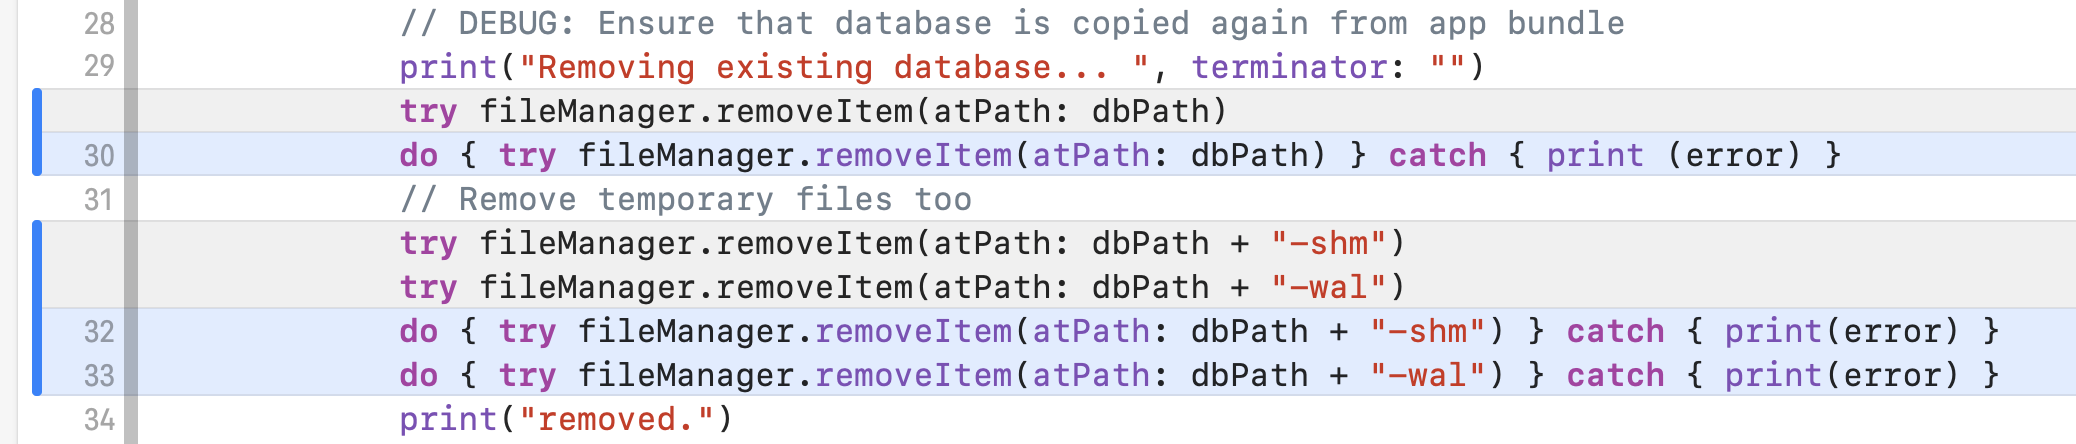 28 // DEBUG: Ensure that database is copied again from app bundle
29 print("Removing existing database... ", terminator: "")
try fileManager.removeItem(atPath: dbPath)
30 do { try fileManager.removeItem(atPath: dbPath) } catch { print (error) }
31 // Remove temporary files too
try fileManager.removeItem(atPath: dbPath + "-shm")
try fileManager.removeItem(atPath: dbPath + "-wal")
32 do { try fileManager.removeItem(atPath: dbPath + "-shm") } catch { print(error) }
33 do { try fileManager.removeItem(atPath: dbPath + "-wal") } catch { print(error) }
34 print("removed.")